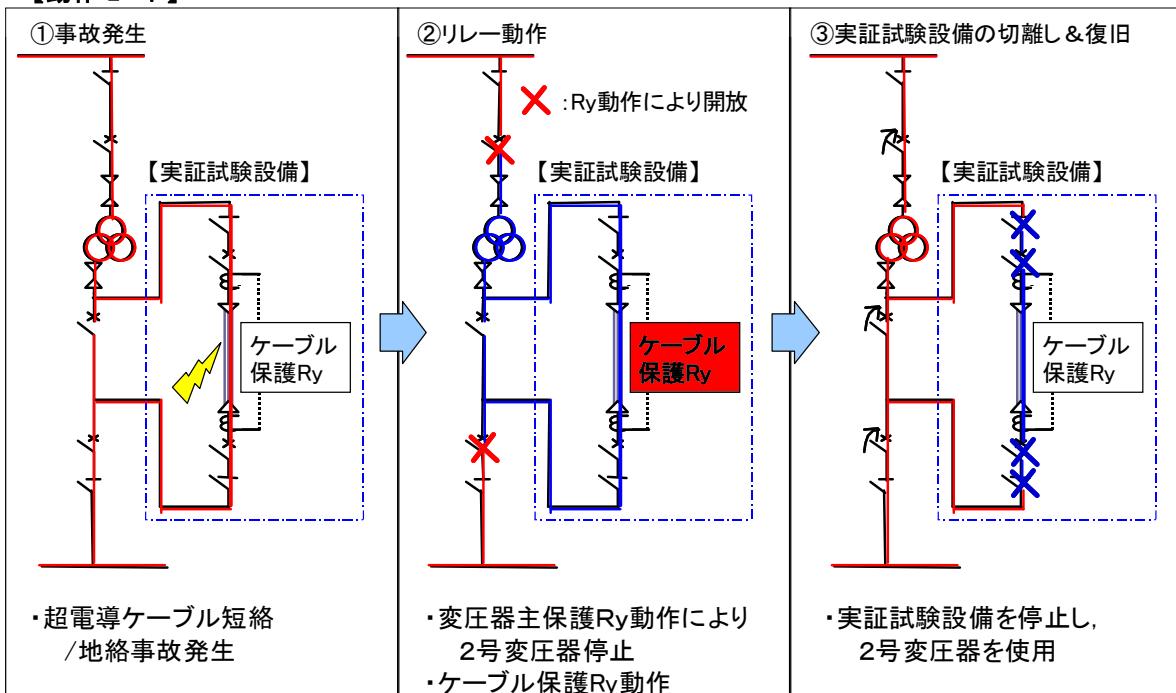 ①事故発生
【実証試験設備】
ケーブル
保護Ry
・超電導ケーブル短絡
/地絡事故発生
②リレー動作
:Ry動作により開放
【実証試験設備】
ケーブル
保護Ry
・変圧器主保護Ry動作により
2号変圧器停止
・ケーブル保護Ry動作
③実証試験設備の切離し&復旧
【実証試験設備】
ケーブル
保護Ry
・実証試験設備を停止し,
2号変圧器を使用